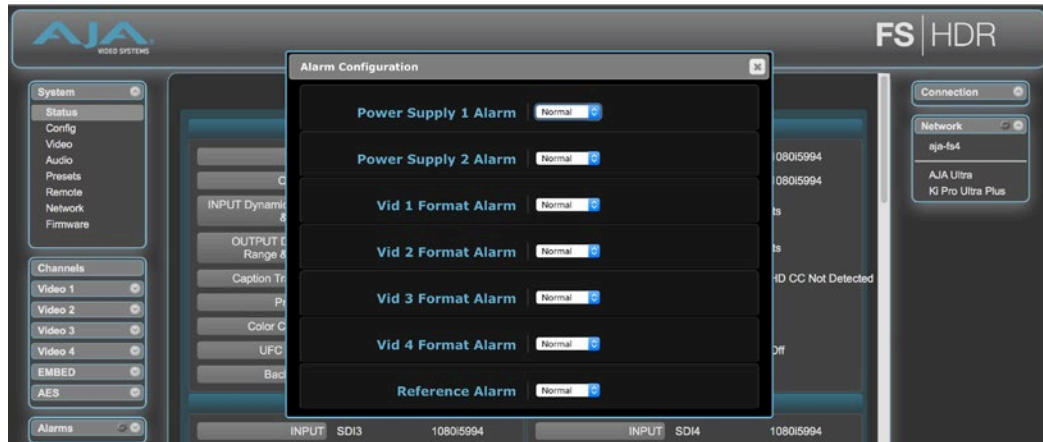 AJA
VIDEO SYSTEMS
FS|HDR
System
Status
Config
Video
Audio
Presets
Remote
Network
Firmware
Channels
Video 1
Video 2
Video 3
Video 4
EMBED
AES
Alarms
Alarm Configuration
Power Supply 1 Alarm Normal
Power Supply 2 Alarm Normal
Vid 1 Format Alarm Normal
Vid 2 Format Alarm Normal
Vid 3 Format Alarm Normal
Vid 4 Format Alarm Normal
Reference Alarm Normal
INPUT Dynamic
OUTPUT D
Range &
Caption Tr
Color C
UFC
Bac
1080i5994
1080i5994
HD CC Not Detected
Off
INPUT SDI3 1080i5994 INPUT SDI4 1080i5994
Connection
Network
aja-fs4
AJA Ultra
Ki Pro Ultra Plus